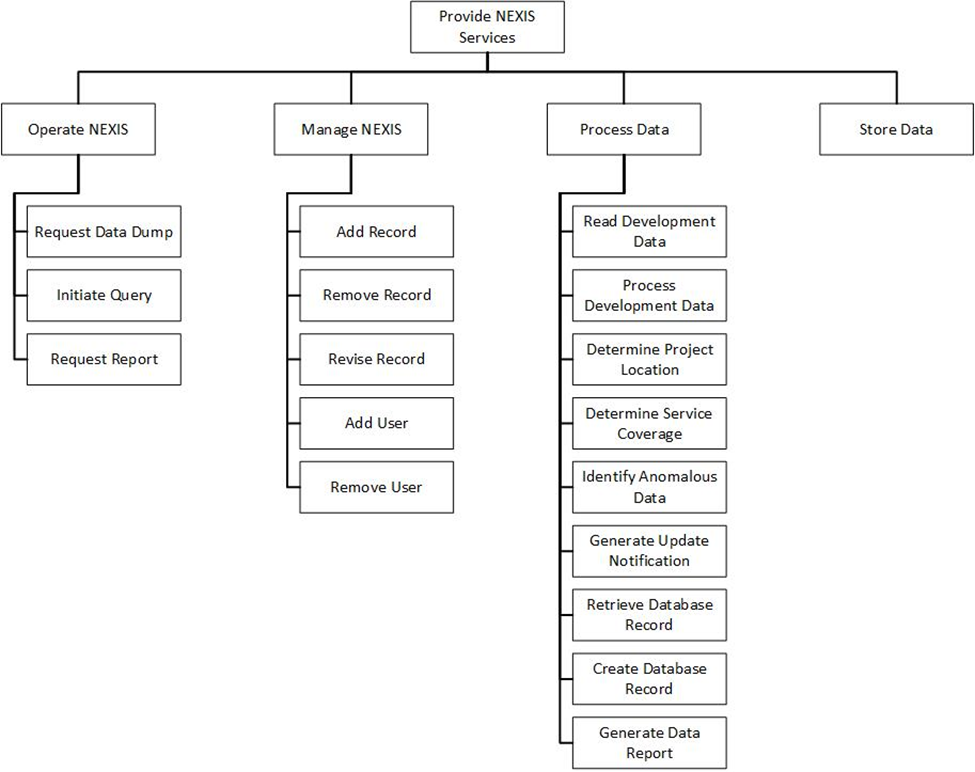 Provide NEXIS
Services
Operate NEXIS
Manage NEXIS
Process Data
Store Data
Request Data Dump
Initiate Query
Request Report
Add Record
Remove Record
Revise Record
Add User
Remove User
Read Development
Data
Process
Development Data
Determine Project
Location
Determine Service
Coverage
Identify Anomalous
Data
Generate Update
Notification
Retrieve Database
Record
Create Database
Record
Generate Data
Report